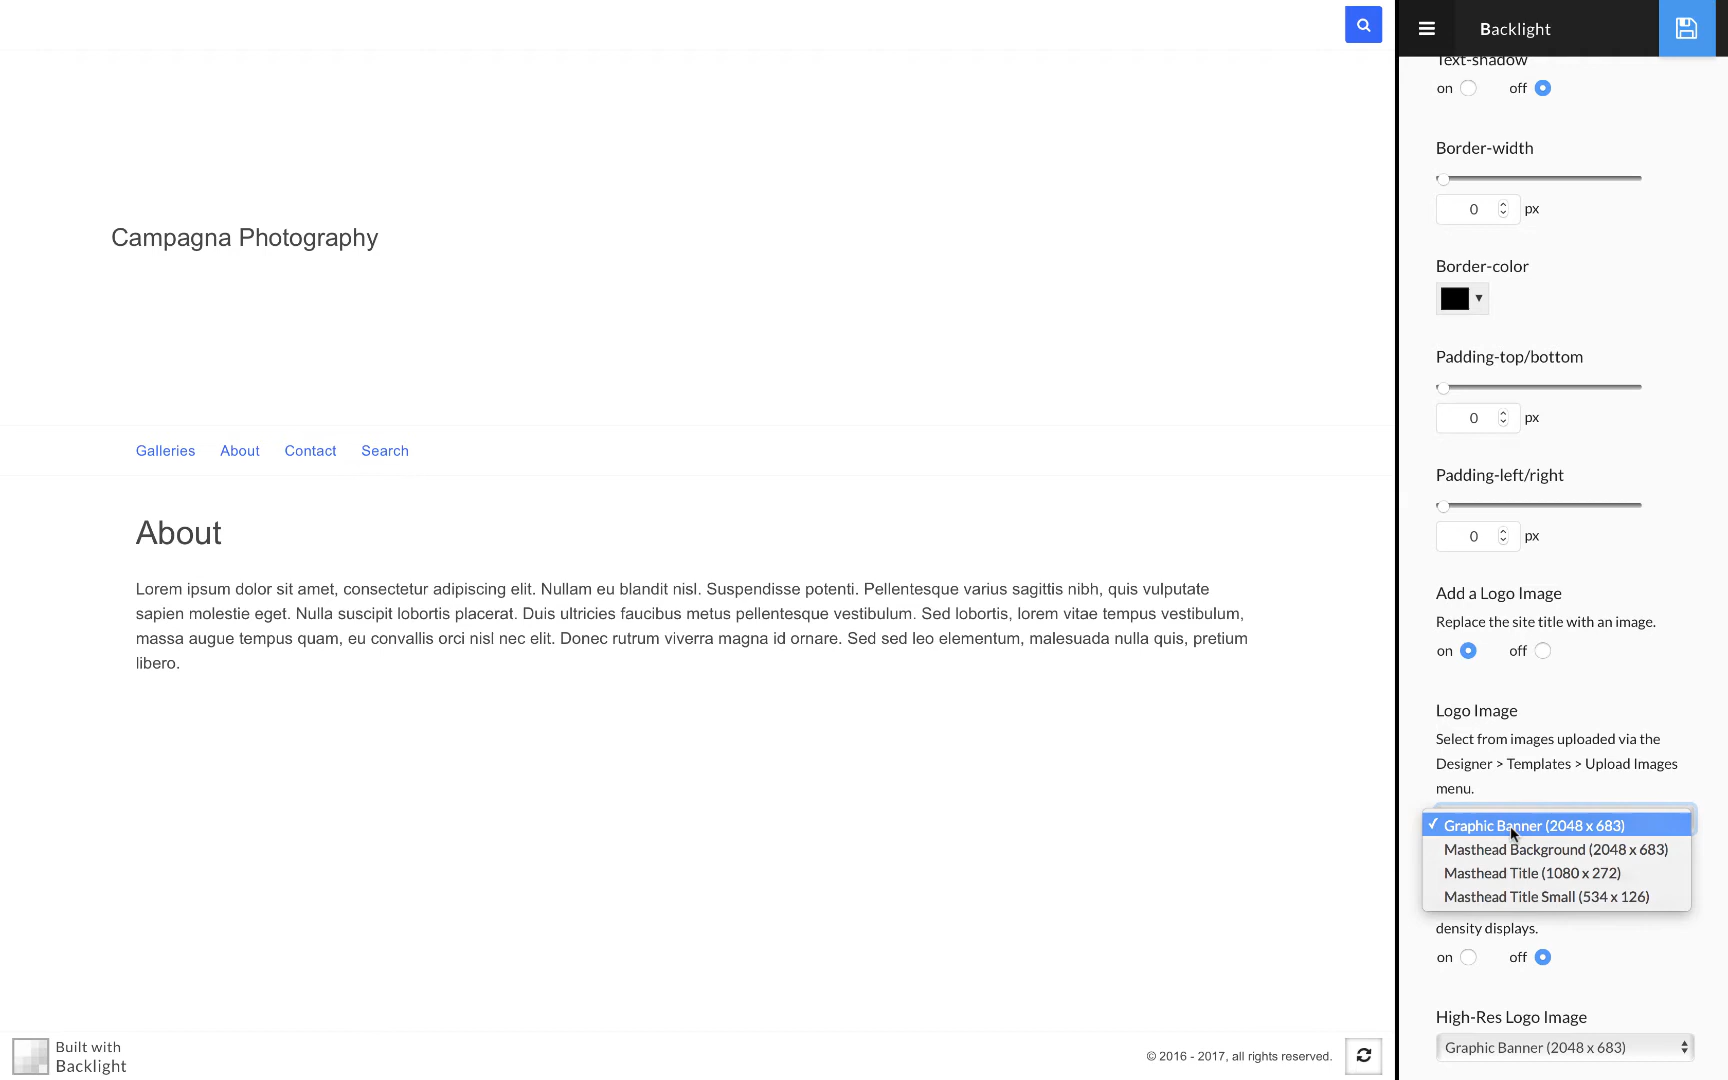 Backlight
Text-shadow
on off
Border-width
0 px
Border-color
Padding-top/bottom
0 px
Padding-left/right
0 px
Add a Logo Image
Replace the site title with an image.
on off
Logo Image
Select from images uploaded via the
Designer > Templates > Upload Images
menu.
✓ Graphic Banner (2048 x 683)
Masthead Background (2048 x 683)
Masthead Title (1080 x 272)
Masthead Title Small (534 x 126)
density displays.
on off
High-Res Logo Image
Graphic Banner (2048 x 683)
Campagna Photography
Galleries About Contact Search
About
Lorem ipsum dolor sit amet, consectetur adipiscing elit. Nullam eu blandit nisl. Suspendisse potenti. Pellentesque varius sagittis nibh, quis vulputate
sapien molestie eget. Nulla suscipit lobortis placerat. Duis ultricies faucibus metus pellentesque vestibulum. Sed lobortis, lorem vitae tempus vestibulum,
massa augue tempus quam, eu convallis orci nisl nec elit. Donec rutrum viverra magna id ornare. Sed sed leo elementum, malesuada nulla quis, pretium
libero.
Built with
Backlight
© 2016 - 2017, all rights reserved.